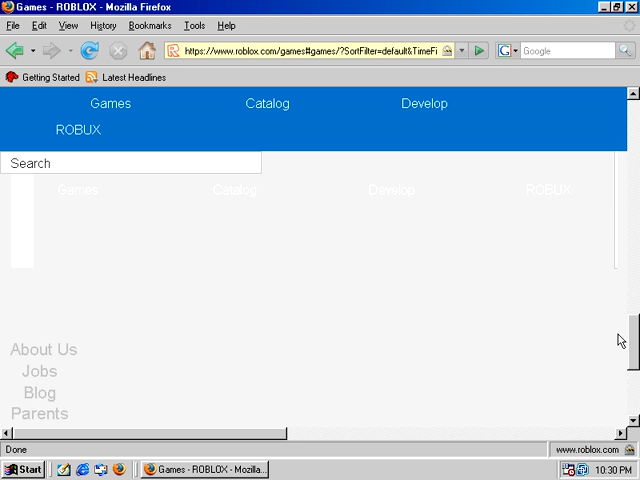 Games - ROBLOX - Mozilla Firefox
File Edit View History Bookmarks Tools Help
https://www.roblox.com/games#games/?SortFilter=default&TimeFi
Google
Getting Started Latest Headlines
Games Catalog Develop
ROBUX
Search
Games Catalog Develop ROBUX
About Us
Jobs
Blog
Parents
Done www.roblox.com
Start Games - ROBLOX - Mozilla... 10:30 PM